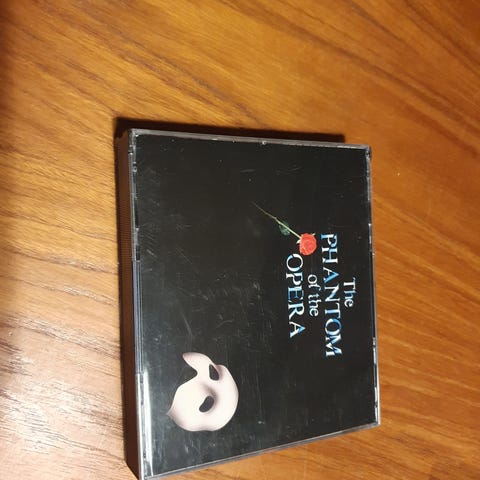 The
PHANTOM
of the
OPERA